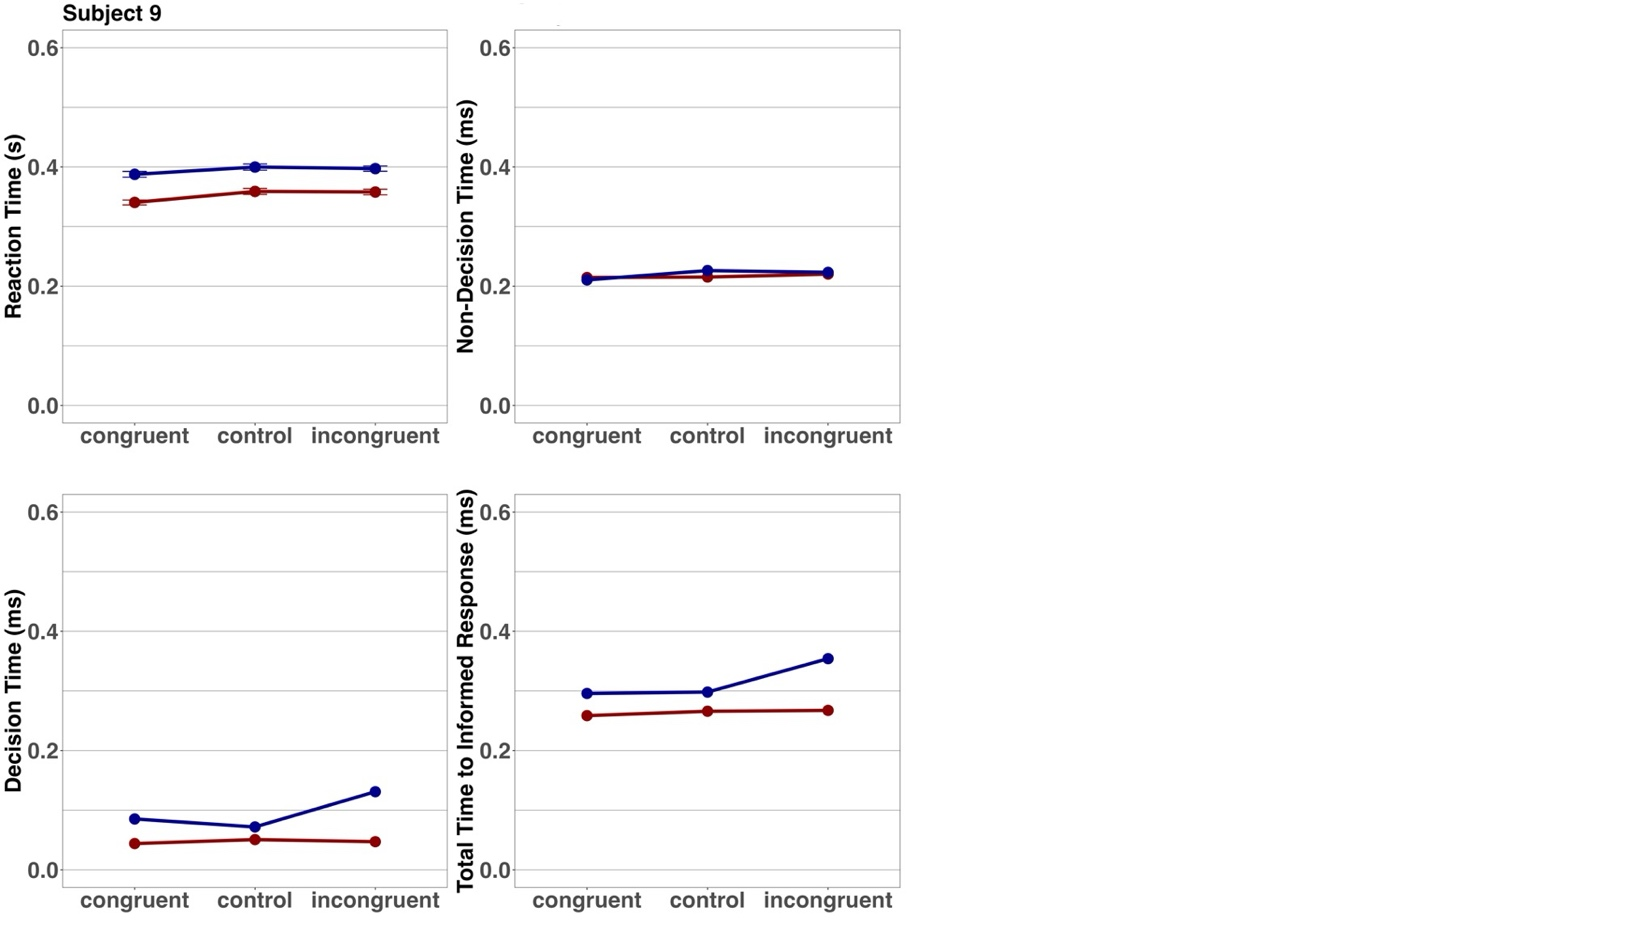 Subject 9
Reaction Time (s)
0.6
0.4
0.2
0.0
congruent control incongruent
Non-Decision Time (ms)
0.6
0.4
0.2
0.0
congruent control incongruent
Decision Time (ms)
0.6
0.4
0.2
0.0
congruent control incongruent
Total Time to Informed Response (ms)
0.6
0.4
0.2
0.0
congruent control incongruent